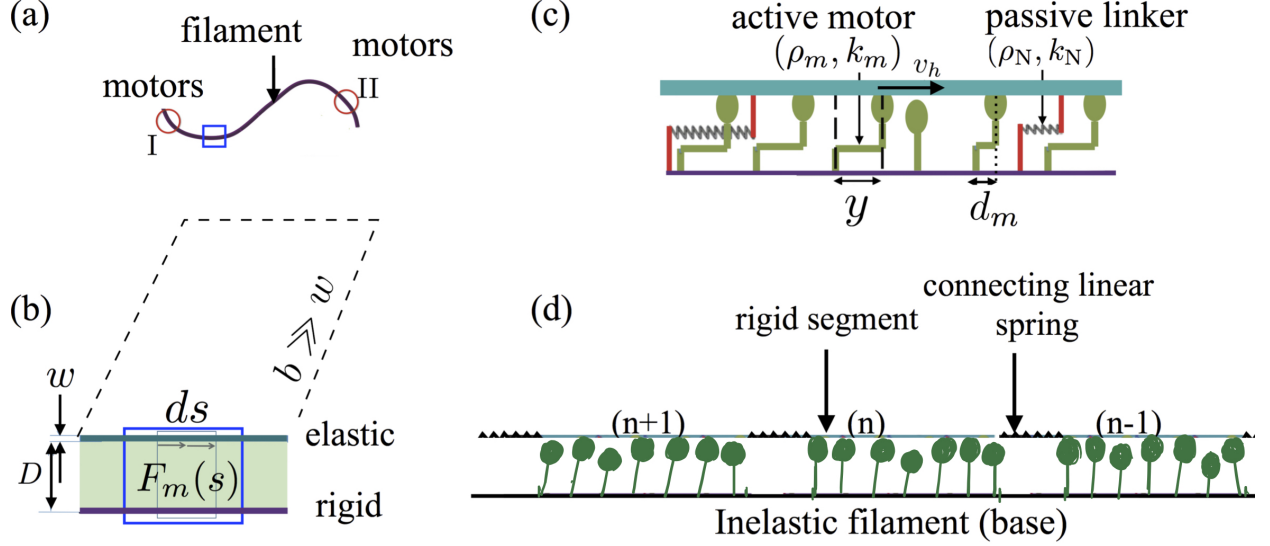 (a)
filament
motors
motors
I
II
(b)
b ≫ w
w
ds
elastic
D
F_m(s)
rigid
(c)
active motor
passive linker
(ρ_m, k_m)
(ρ_N, k_N)
v_h
y
d_m
(d)
connecting linear
spring
rigid segment
(n+1)
(n)
(n-1)
Inelastic filament (base)